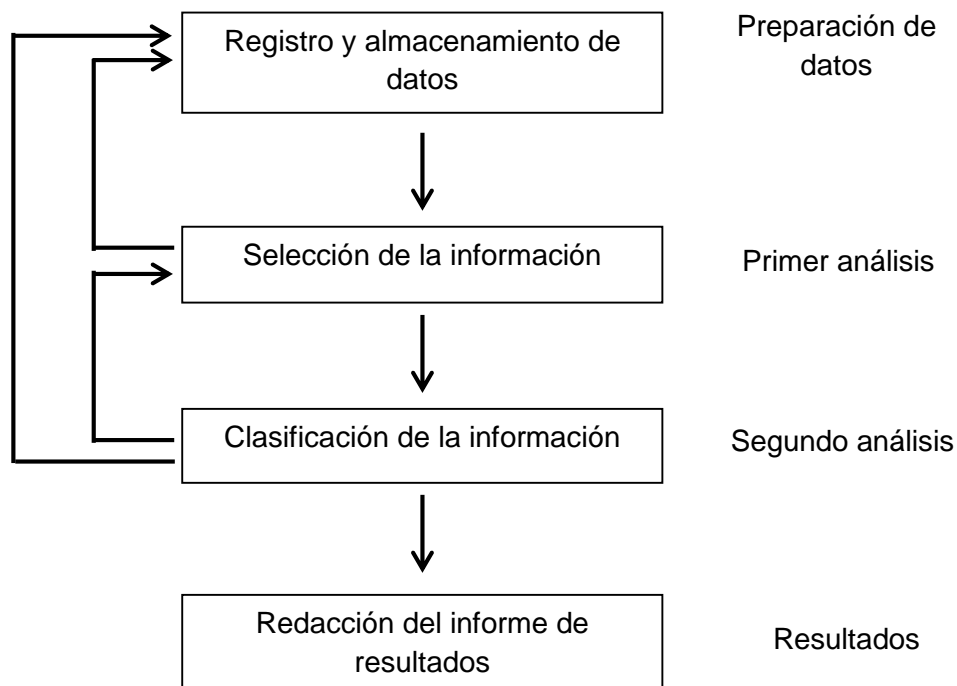 Registro y almacenamiento de
datos
Preparación de
datos
Selección de la información
Primer análisis
Clasificación de la información
Segundo análisis
Redacción del informe de
resultados
Resultados